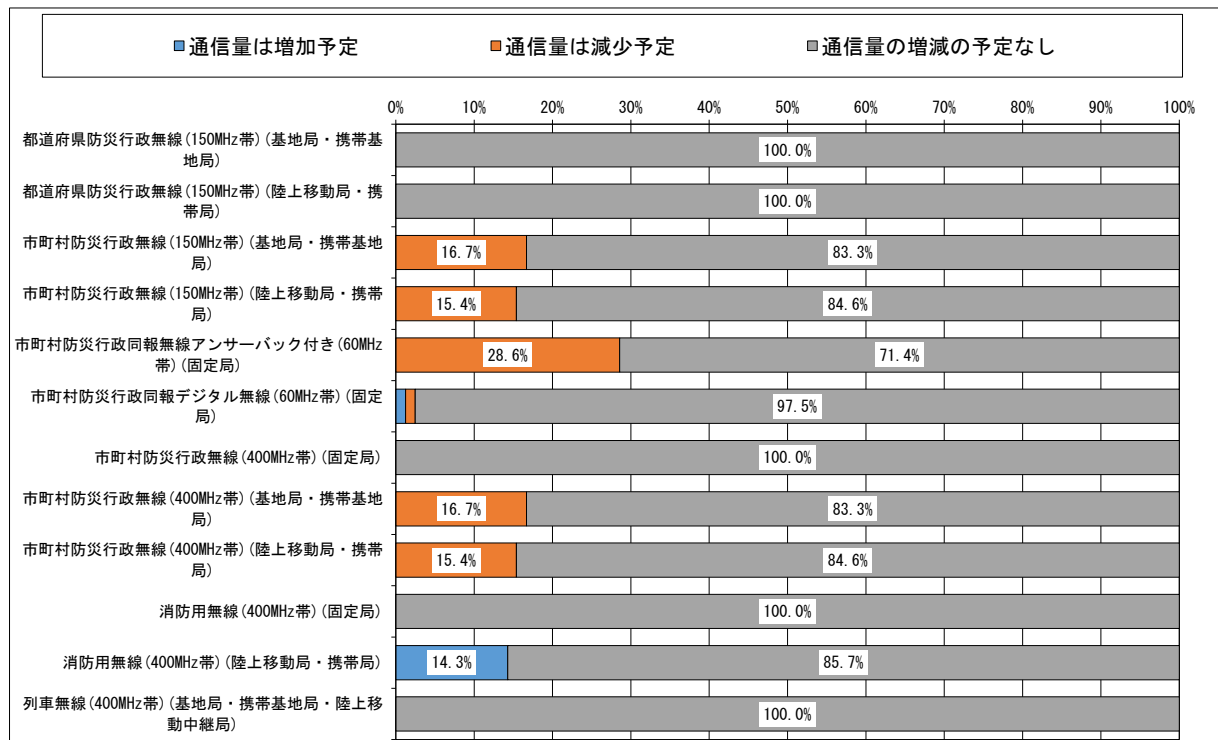 ■通信量は増加予定 ■通信量は減少予定 ■通信量の増減の予定なし
0% 10% 20% 30% 40% 50% 60% 70% 80% 90% 100%
都道府県防災行政無線(150MHz帯)(基地局・携帯基
地局)
100.0%
都道府県防災行政無線(150MHz帯)(陸上移動局・携
帯局)
100.0%
市町村防災行政無線(150MHz帯)(基地局・携帯基地
局)
16.7% 83.3%
市町村防災行政無線(150MHz帯)(陸上移動局・携帯
局)
15.4% 84.6%
市町村防災行政同報無線アンサーバック付き(60MHz
帯)(固定局)
28.6% 71.4%
市町村防災行政同報デジタル無線(60MHz帯)(固定
局)
97.5%
市町村防災行政無線(400MHz帯)(固定局)
100.0%
市町村防災行政無線(400MHz帯)(基地局・携帯基地
局)
16.7% 83.3%
市町村防災行政無線(400MHz帯)(陸上移動局・携帯
局)
15.4% 84.6%
消防用無線(400MHz帯)(固定局)
100.0%
消防用無線(400MHz帯)(陸上移動局・携帯局)
14.3% 85.7%
列車無線(400MHz帯)(基地局・携帯基地局・陸上移
動中継局)
100.0%